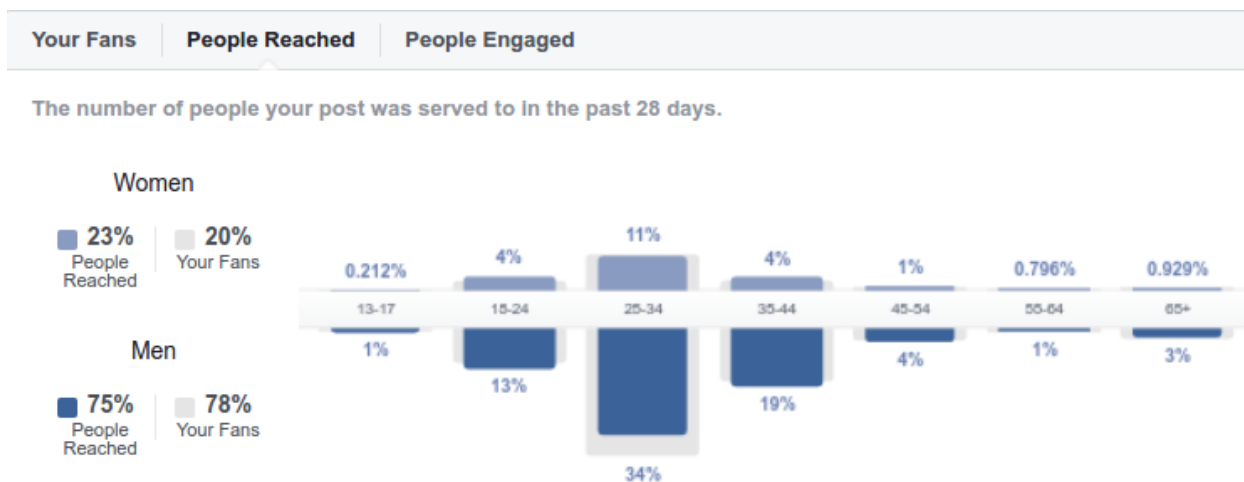 Your Fans People Reached People Engaged
The number of people your post was served to in the past 28 days.
Women
23% 20%
People Reached Your Fans
0.212% 4% 11% 4% 1% 0.796% 0.929%
13-17 18-24 25-34 35-44 45-54 55-64 65+
1% 13% 34% 19% 4% 1% 3%
Men
75% 78%
People Reached Your Fans